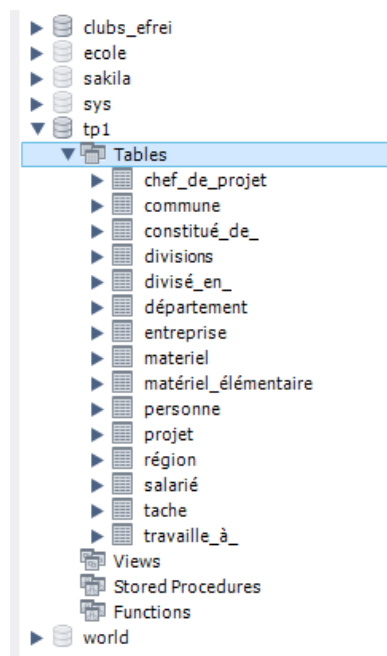 clubs_efrei
ecole
sakila
sys
tp1
Tables
chef_de_projet
commune
constitué_de_
divisions
divisé_en_
département
entreprise
materiel
matériel_élémentaire
personne
projet
région
salarié
tache
travaille_à_
Views
Stored Procedures
Functions
world